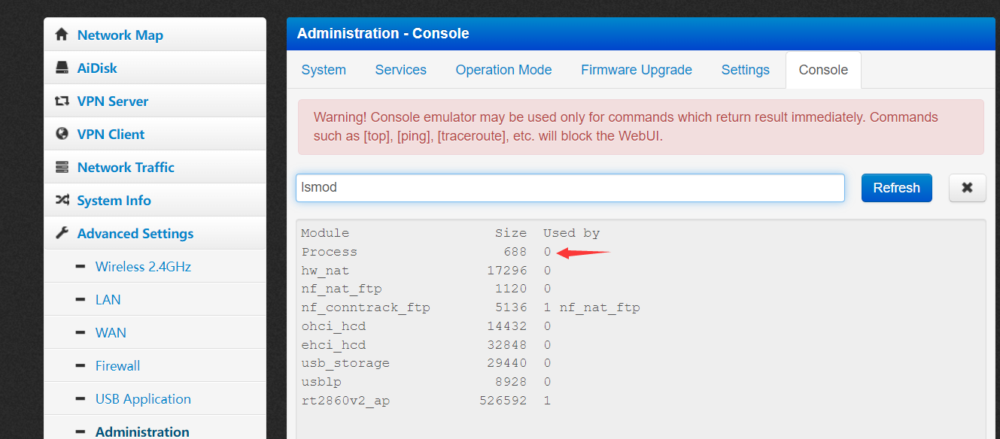 Network Map
AiDisk
VPN Server
VPN Client
Network Traffic
System Info
Advanced Settings
Wireless 2.4GHz
LAN
WAN
Firewall
USB Application
Administration
Administration - Console
System Services Operation Mode Firmware Upgrade Settings Console
Warning! Console emulator may be used only for commands which return result immediately. Commands
such as [top], [ping], [traceroute], etc. will block the WebUI.
lsmod Refresh
Module Size Used by
Process 688 0
hw_nat 17296 0
nf_nat_ftp 1120 0
nf_conntrack_ftp 5136 1 nf_nat_ftp
ohci_hcd 14432 0
ehci_hcd 32848 0
usb_storage 29440 0
usblp 8928 0
rt2860v2_ap 526592 1